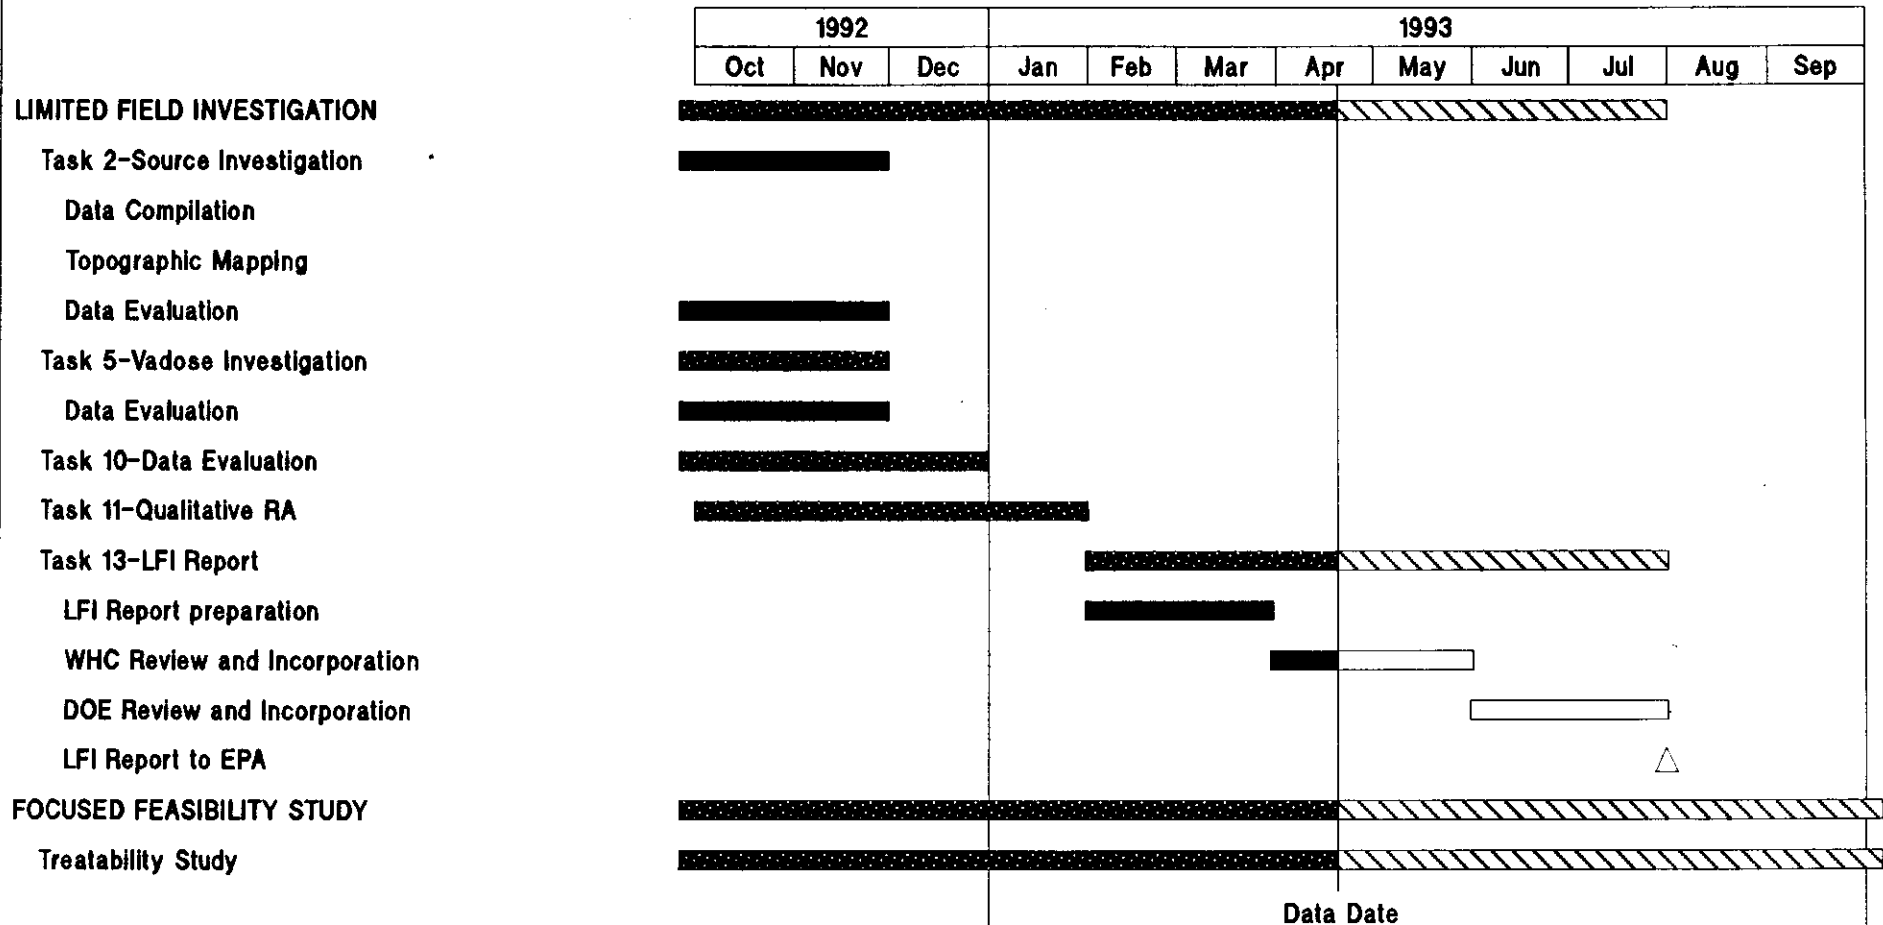 1992 1993
Oct Nov Dec Jan Feb Mar Apr May Jun Jul Aug Sep
LIMITED FIELD INVESTIGATION
Task 2-Source Investigation
Data Compilation
Topographic Mapping
Data Evaluation
Task 5-Vadose Investigation
Data Evaluation
Task 10-Data Evaluation
Task 11-Qualitative RA
Task 13-LFI Report
LFI Report preparation
WHC Review and Incorporation
DOE Review and Incorporation
LFI Report to EPA
FOCUSED FEASIBILITY STUDY
Treatability Study
Data Date